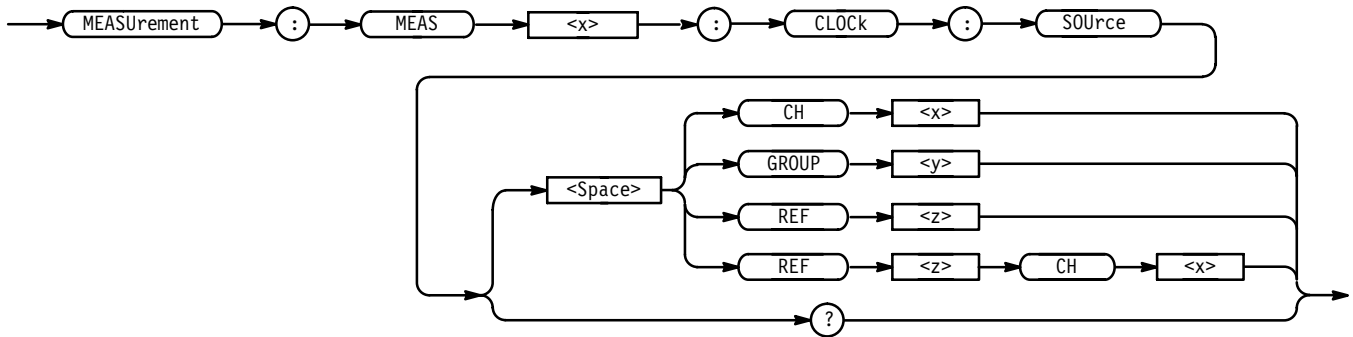 MEASUrement : MEAS <x> : CLOCk : SOUrce
CH <x>
GROUP <y>
<Space>
REF <z>
REF <z> CH <x>
?